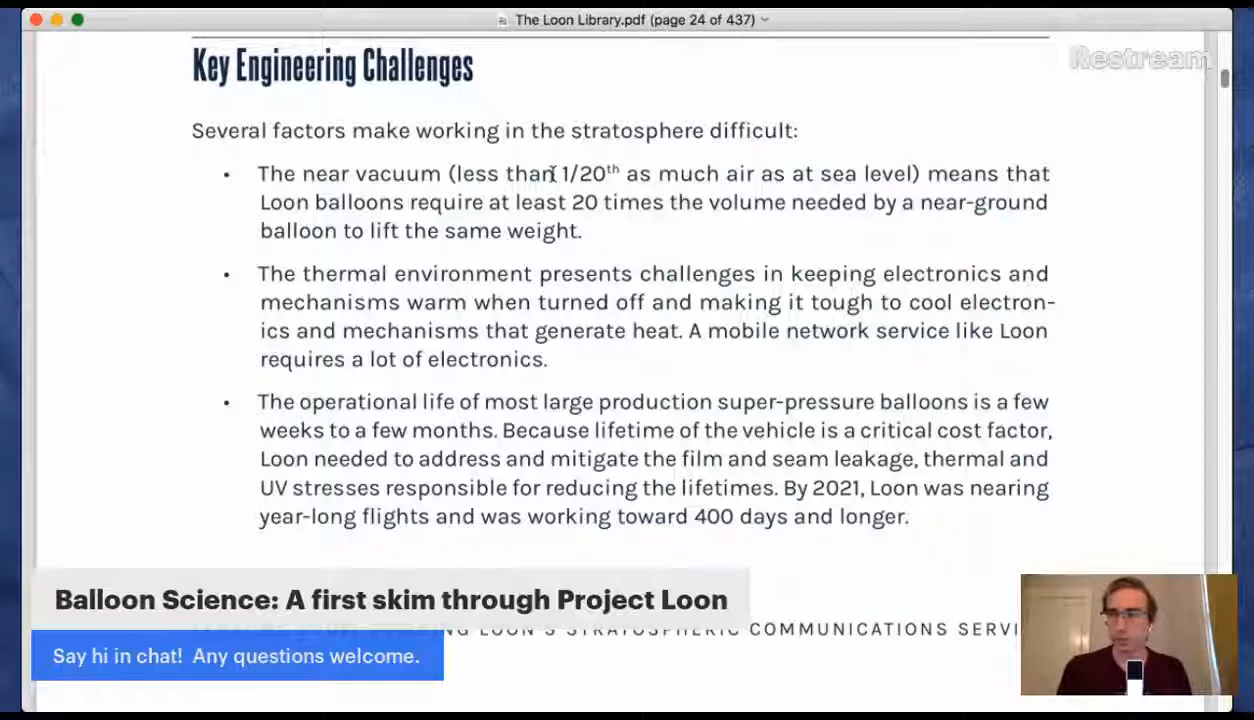 The Loon Library.pdf (page 24 of 437)
Restream
Key Engineering Challenges
Several factors make working in the stratosphere difficult:
• The near vacuum (less than 1/20th as much air as at sea level) means that
Loon balloons require at least 20 times the volume needed by a near-ground
balloon to lift the same weight.
• The thermal environment presents challenges in keeping electronics and
mechanisms warm when turned off and making it tough to cool electron-
ics and mechanisms that generate heat. A mobile network service like Loon
requires a lot of electronics.
• The operational life of most large production super-pressure balloons is a few
weeks to a few months. Because lifetime of the vehicle is a critical cost factor,
Loon needed to address and mitigate the film and seam leakage, thermal and
UV stresses responsible for reducing the lifetimes. By 2021, Loon was nearing
year-long flights and was working toward 400 days and longer.
Balloon Science: A first skim through Project Loon
LOON'S STRATOSPHERIC COMMUNICATIONS SERVI
Say hi in chat! Any questions welcome.